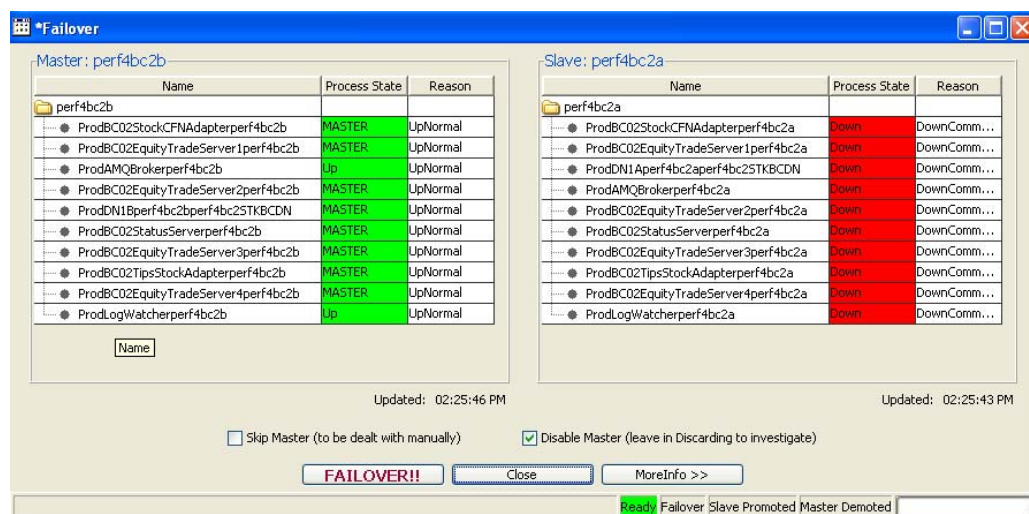 *Failover
Master: perf4bc2b
Name Process State Reason
perf4bc2b
ProdBC02StockCFNAdapterperf4bc2b MASTER UpNormal
ProdBC02EquityTradeServer1perf4bc2b MASTER UpNormal
ProdAMQBrokerperf4bc2b Up UpNormal
ProdBC02EquityTradeServer2perf4bc2b MASTER UpNormal
ProdDN1Bperf4bc2bperf4bc2STKBCDN MASTER UpNormal
ProdBC02StatusServerperf4bc2b MASTER UpNormal
ProdBC02EquityTradeServer3perf4bc2b MASTER UpNormal
ProdBC02TipsStockAdapterperf4bc2b MASTER UpNormal
ProdBC02EquityTradeServer4perf4bc2b MASTER UpNormal
ProdLogWatcherperf4bc2b Up UpNormal
Name
Updated: 02:25:46 PM
Slave: perf4bc2a
Name Process State Reason
perf4bc2a
ProdBC02StockCFNAdapterperf4bc2a Down DownComm...
ProdBC02EquityTradeServer1perf4bc2a Down DownComm...
ProdDN1Aperf4bc2aperf4bc2STKBCDN Down DownComm...
ProdAMQBrokerperf4bc2a Down DownComm...
ProdBC02EquityTradeServer2perf4bc2a Down DownComm...
ProdBC02StatusServerperf4bc2a Down DownComm...
ProdBC02EquityTradeServer3perf4bc2a Down DownComm...
ProdBC02TipsStockAdapterperf4bc2a Down DownComm...
ProdBC02EquityTradeServer4perf4bc2a Down DownComm...
ProdLogWatcherperf4bc2a Down DownComm...
Updated: 02:25:43 PM
Skip Master (to be dealt with manually) Disable Master (leave in Discarding to investigate)
FAILOVER!! Close MoreInfo >>
Ready Failover Slave Promoted Master Demoted